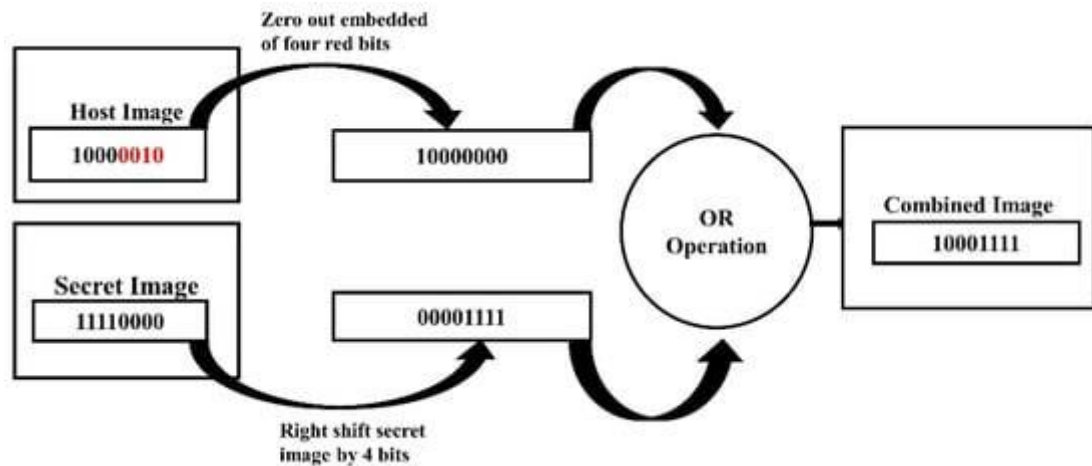 Zero out embedded
of four red bits
Host Image
10000010
10000000
Secret Image
11110000
00001111
Right shift secret
image by 4 bits
OR
Operation
Combined Image
10001111